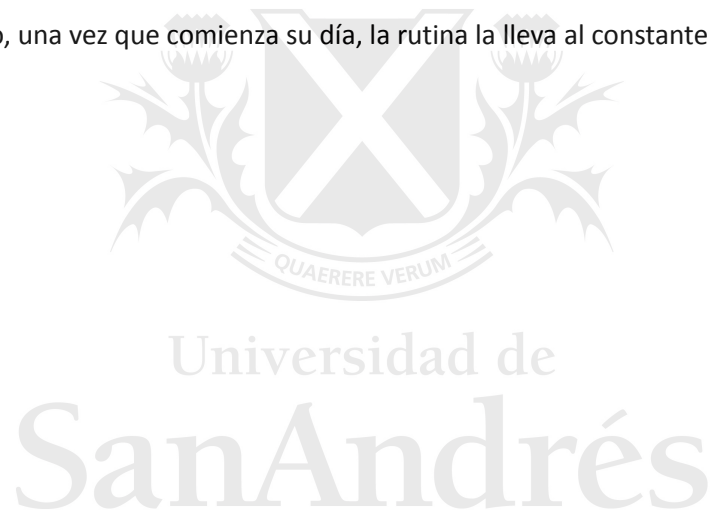 , una vez que comienza su día, la rutina la lleva al constante
QUAERERE VERUM
Universidad de
SanAndrés